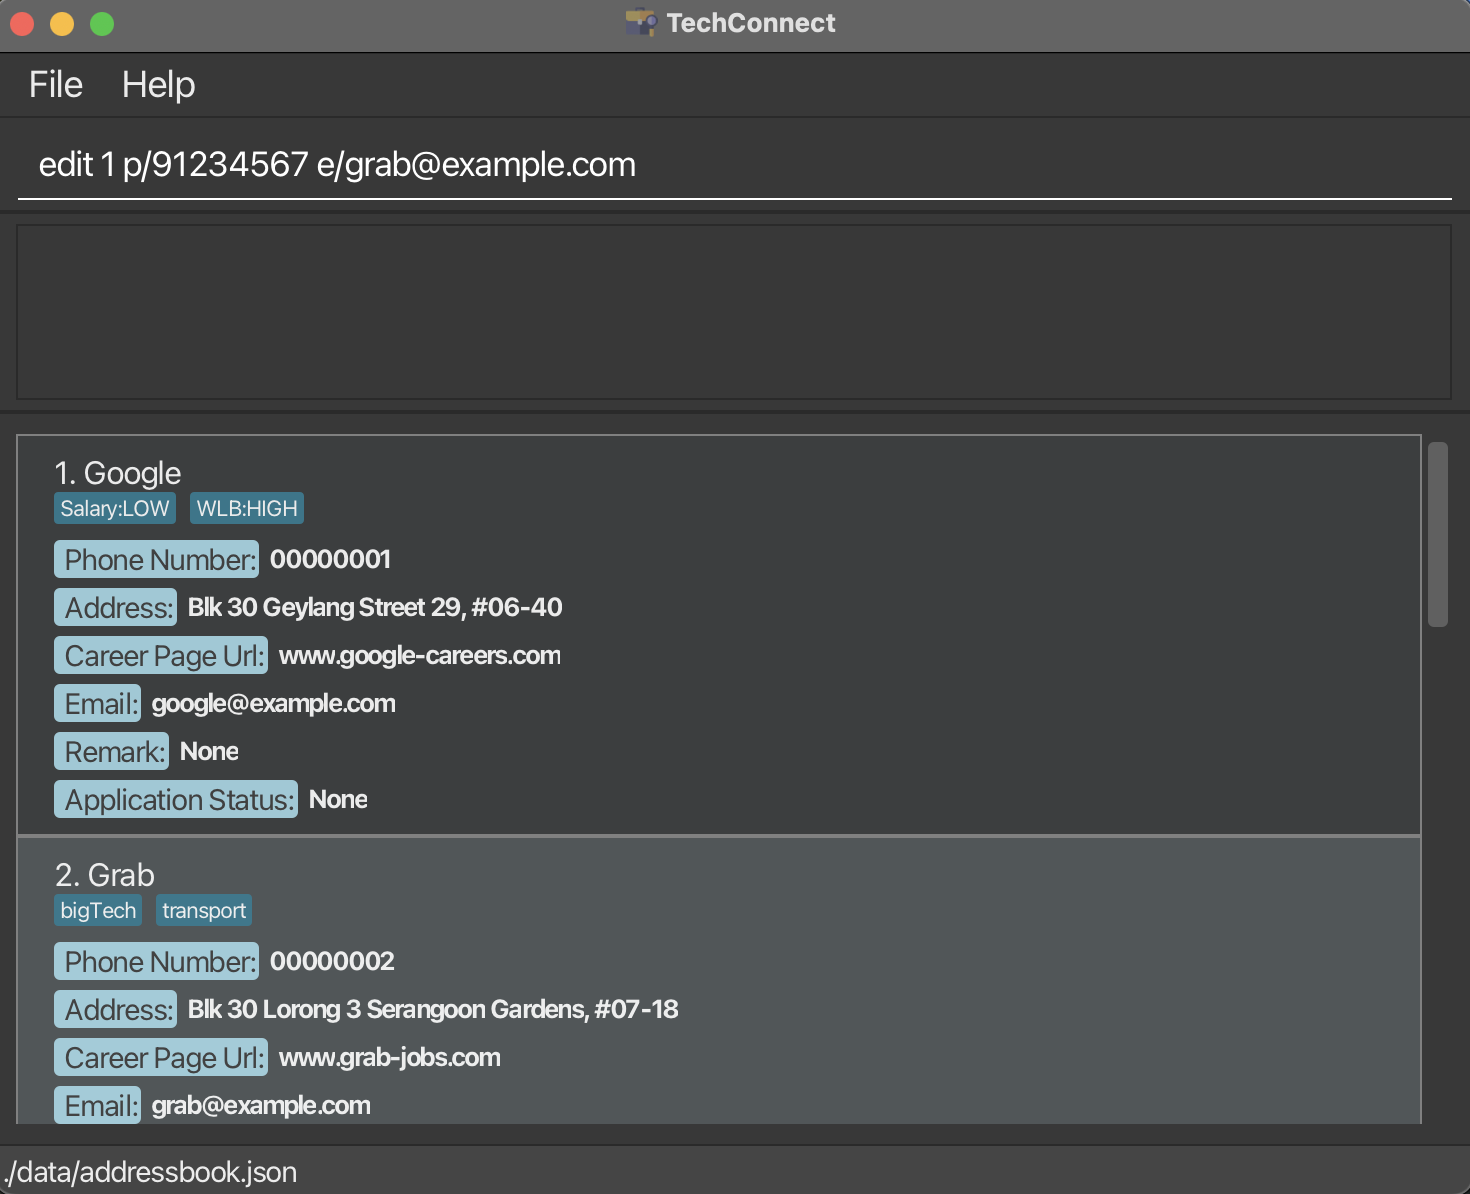 TechConnect
File Help
edit 1 p/91234567 e/grab@example.com
1. Google
Salary:LOW WLB:HIGH
Phone Number: 00000001
Address: Blk 30 Geylang Street 29, #06-40
Career Page Url: www.google-careers.com
Email: google@example.com
Remark: None
Application Status: None
2. Grab
bigTech transport
Phone Number: 00000002
Address: Blk 30 Lorong 3 Serangoon Gardens, #07-18
Career Page Url: www.grab-jobs.com
Email: grab@example.com
./data/addressbook.json